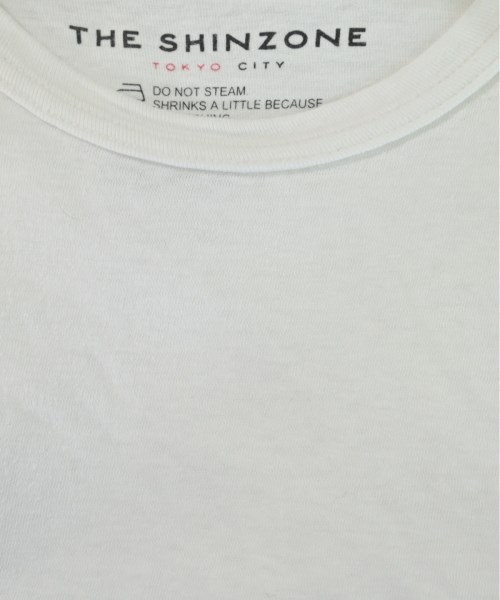 THE SHINZONE
TOKYO CITY
DO NOT STEAM
SHRINKS A LITTLE BECAUSE